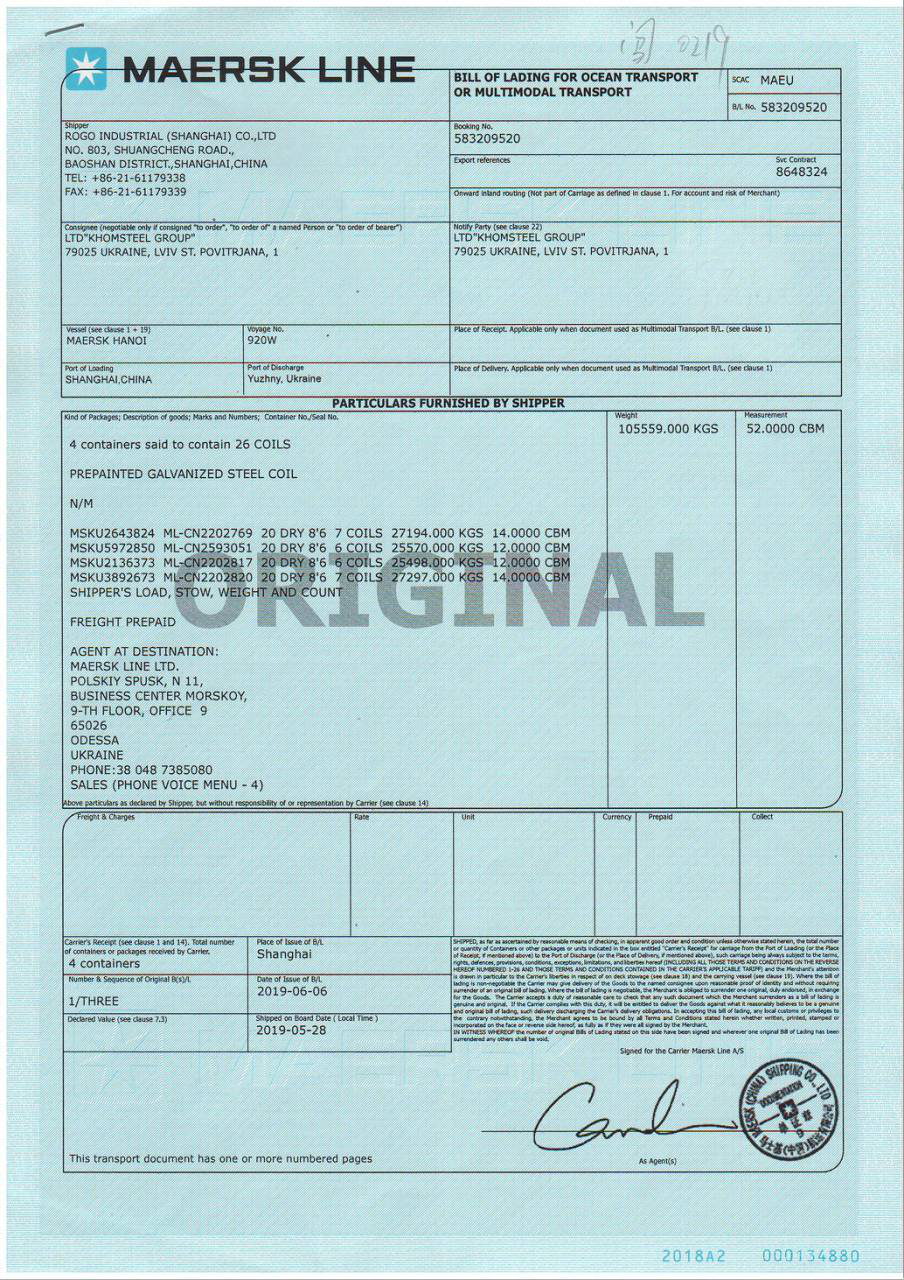 MAERSK LINE
BILL OF LADING FOR OCEAN TRANSPORT
OR MULTIMODAL TRANSPORT
SCAC MAEU
B/L No. 583209520
Shipper
ROGO INDUSTRIAL (SHANGHAI) CO.,LTD
NO. 803, SHUANGCHENG ROAD.,
BAOSHAN DISTRICT.,SHANGHAI,CHINA
TEL: +86-21-61179338
FAX: +86-21-61179339
Booking No.
583209520
Export references
Svc Contract
8648324
Onward inland routing (Not part of Carriage as defined in clause 1. For account and risk of Merchant)
Consignee (negotiable only if consigned "to order", "to order of" a named Person or "to order of bearer")
LTD"KHOMSTEEL GROUP"
79025 UKRAINE, LVIV ST. POVITRJANA, 1
Notify Party (see clause 22)
LTD"KHOMSTEEL GROUP"
79025 UKRAINE, LVIV ST. POVITRJANA, 1
Vessel (see clause 1 + 19)
MAERSK HANOI
Voyage No.
920W
Place of Receipt. Applicable only when document used as Multimodal Transport B/L. (see clause 1)
Port of Loading
SHANGHAI,CHINA
Port of Discharge
Yuzhny, Ukraine
Place of Delivery. Applicable only when document used as Multimodal Transport B/L. (see clause 1)
PARTICULARS FURNISHED BY SHIPPER
Kind of Packages; Description of goods; Marks and Numbers; Container No./Seal No.
Weight
Measurement
105559.000 KGS
52.0000 CBM
4 containers said to contain 26 COILS
PREPAINTED GALVANIZED STEEL COIL
N/M
MSKU2643824 ML-CN2202769 20 DRY 8'6 7 COILS 27194.000 KGS 14.0000 CBM
MSKU5972850 ML-CN2593051 20 DRY 8'6 6 COILS 25570.000 KGS 12.0000 CBM
MSKU2136373 ML-CN2202817 20 DRY 8'6 6 COILS 25498.000 KGS 12.0000 CBM
MSKU3892673 ML-CN2202820 20 DRY 8'6 7 COILS 27297.000 KGS 14.0000 CBM
SHIPPER'S LOAD, STOW, WEIGHT AND COUNT
ORIGINAL
FREIGHT PREPAID
AGENT AT DESTINATION:
MAERSK LINE LTD.
POLSKIY SPUSK, N 11,
BUSINESS CENTER MORSKOY,
9-TH FLOOR, OFFICE 9
65026
ODESSA
UKRAINE
PHONE:38 048 7385080
SALES (PHONE VOICE MENU - 4)
Above particulars as declared by Shipper, but without responsibility of or representation by Carrier (see clause 14)
Freight & Charges
Rate
Unit
Currency
Prepaid
Collect
Carrier's Receipt (see clause 1 and 14). Total number
of containers or packages received by Carrier.
4 containers
Place of Issue of B/L
Shanghai
Number & Sequence of Original B(s)/L
1/THREE
Date of Issue of B/L
2019-06-06
Declared Value (see clause 7.3)
Shipped on Board Date ( Local Time )
2019-05-28
SHIPPED, as far as ascertained by reasonable means of checking, in apparent good order and condition unless otherwise stated herein, the total number
or quantity of Containers or other packages or units indicated in the box entitled "Carrier's Receipt" for carriage from the Port of Loading (or the Place
of Receipt, if mentioned above) to the Port of Discharge (or the Place of Delivery, if mentioned above), such carriage being always subject to the terms,
rights, defences, provisions, conditions, exceptions, limitations, and liberties hereof (INCLUDING ALL THOSE TERMS AND CONDITIONS ON THE REVERSE
HEREOF NUMBERED 1-26 AND THOSE TERMS AND CONDITIONS CONTAINED IN THE CARRIER'S APPLICABLE TARIFF) and the Merchant's attention
is drawn in particular to the Carrier's liberties in respect of on deck stowage (see clause 18) and the carrying vessel (see clause 19). Where the bill of
lading is non-negotiable the Carrier may give delivery of the Goods to the named consignee upon reasonable proof of identity and without requiring
surrender of an original bill of lading. Where the bill of lading is negotiable, the Merchant is obliged to surrender one original, duly endorsed, in exchange
for the Goods. The Carrier accepts a duty of reasonable care to check that any such document which the Merchant surrenders as a bill of lading is
genuine and original. If the Carrier complies with this duty, it will be entitled to deliver the Goods against what it reasonably believes to be a genuine
and original bill of lading, such delivery discharging the Carrier's delivery obligations. In accepting this bill of lading, any local customs or privileges to
the contrary notwithstanding, the Merchant agrees to be bound by all Terms and Conditions stated herein whether written, printed, stamped or
incorporated on the face or reverse side hereof, as fully as if they were all signed by the Merchant.
IN WITNESS WHEREOF the number of original Bills of Lading stated on this side have been signed and wherever one original Bill of Lading has been
surrendered any others shall be void.
Signed for the Carrier Maersk Line A/S
MAERSK (CHINA) SHIPPING CO., LTD
DOCUMENTATION
As Agent(s)
This transport document has one or more numbered pages
2018A2 000134880